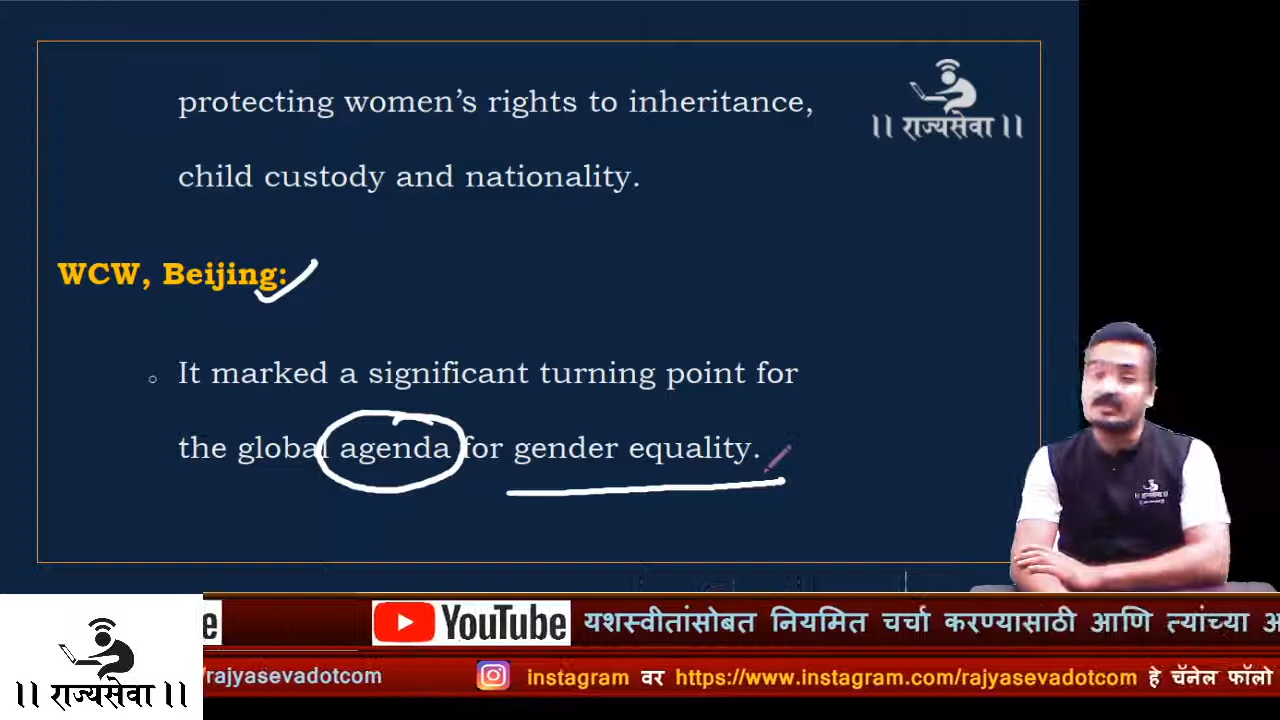 protecting women's rights to inheritance,
|| राज्यसेवा ||
child custody and nationality.
WCW, Beijing:
It marked a significant turning point for
the global agenda for gender equality.
|| राज्यसेवा ||
e
YouTube यशस्वीतांसोबत नियमित चर्चा करण्यासाठी आणि त्यांच्या अ
/rajyasevadotcom
instagram वर https://www.instagram.com/rajyasevadotcom हे चॅनेल फॉलो
|| राज्यसेवा ||